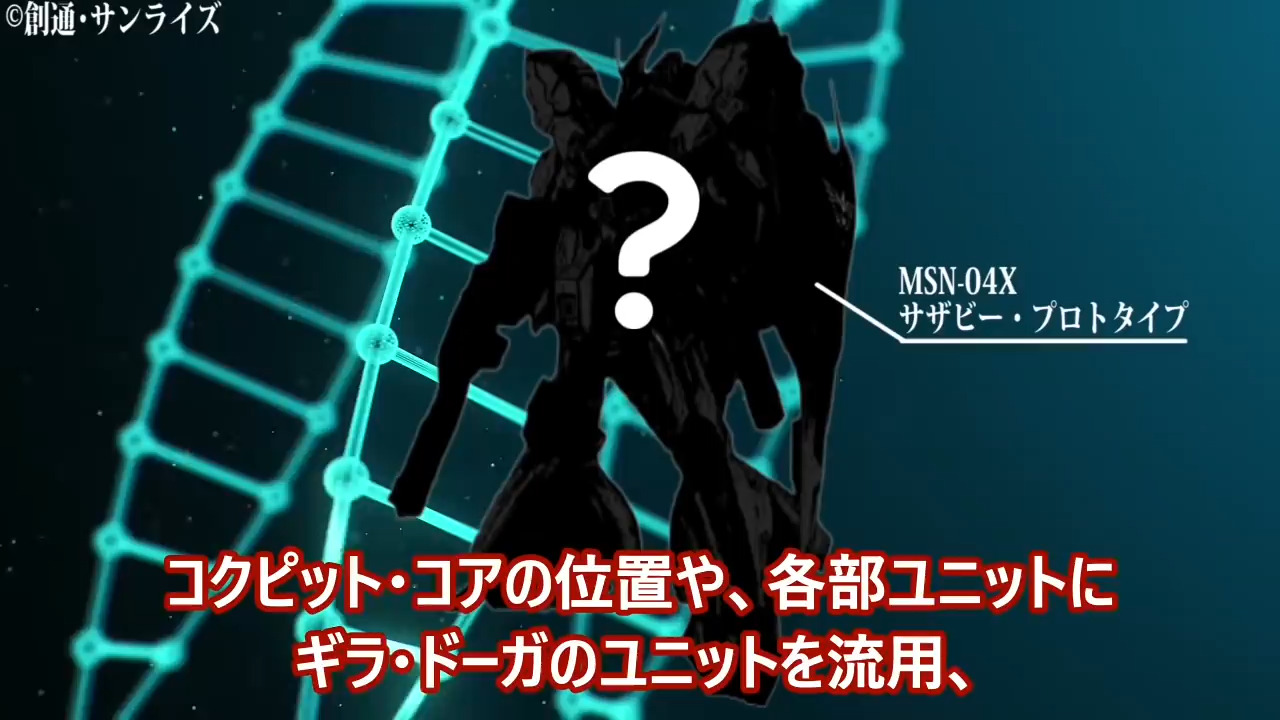 ©創通・サンライズ
?
MSN-04X
サザビー・プロトタイプ
コクピット・コアの位置や、各部ユニットに
ギラ・ドーガのユニットを流用、